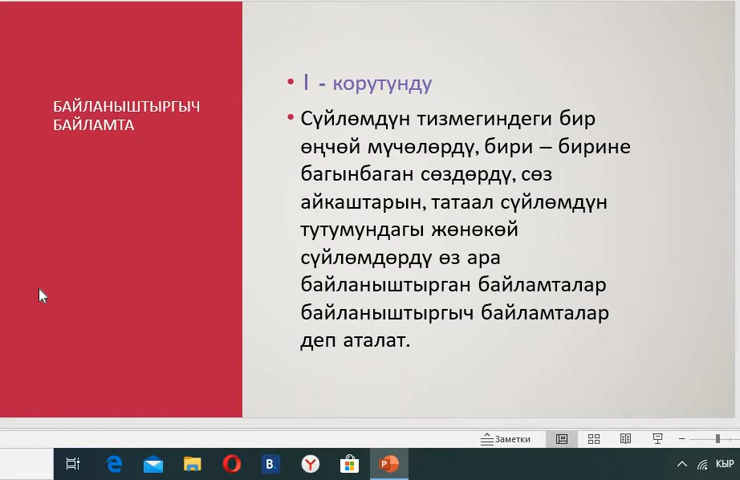 БАЙЛАНЫШТЫРГЫЧ
БАЙЛАМТА
• I - корутунду
• Сүйлөмдүн тизмегиндеги бир
өңчөй мүчөлөрдү, бири – бирине
багынбаган сөздөрдү, сөз
айкаштарын, татаал сүйлөмдүн
тутумундагы жөнөкөй
сүйлөмдөрдү өз ара
байланыштырган байламталар
байланыштыргыч байламталар
деп аталат.
Заметки
КЫР